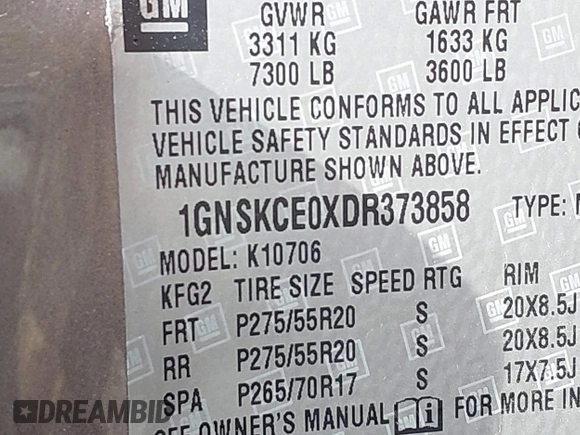 GM
GVWR GAWR FRT
3311 KG 1633 KG
7300 LB 3600 LB
THIS VEHICLE CONFORMS TO ALL APPLIC
VEHICLE SAFETY STANDARDS IN EFFECT
MANUFACTURE SHOWN ABOVE.
1GNSKCE0XDR373858 TYPE:
MODEL: K10706
KFG2 TIRE SIZE SPEED RTG RIM
FRT P275/55R20 S 20X8.5J
RR P275/55R20 S 20X8.5J
SPA P265/70R17 S 17X7.5J
SEE OWNER'S MANUAL i FOR MORE IN
DREAMBID